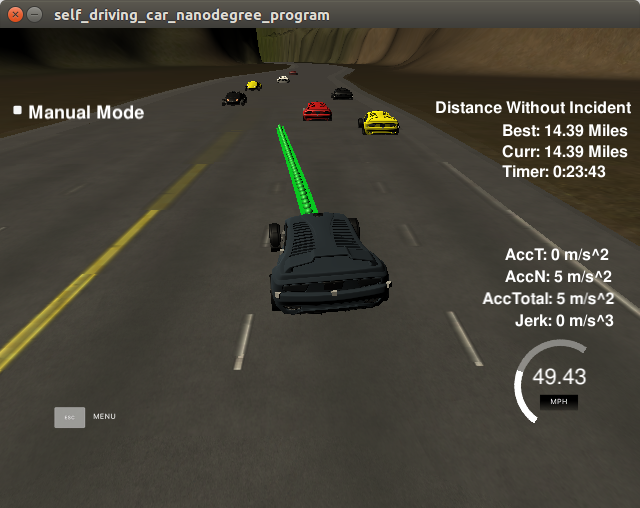 self_driving_car_nanodegree_program
Manual Mode
Distance Without Incident
Best: 14.39 Miles
Curr: 14.39 Miles
Timer: 0:23:43
AccT: 0 m/s^2
AccN: 5 m/s^2
AccTotal: 5 m/s^2
Jerk: 0 m/s^3
49.43
MPH
ESC MENU